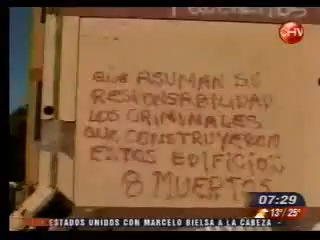 CHV
QUE ASUMAN SU
RESPONSABILIDAD
LOS CRIMINALES
QUE CONSTRUYERON
ESTOS EDIFICIOS
8 MUERTOS
07:29
13°/25°
ESTADOS UNIDOS CON MARCELO BIELSA A LA CABEZA